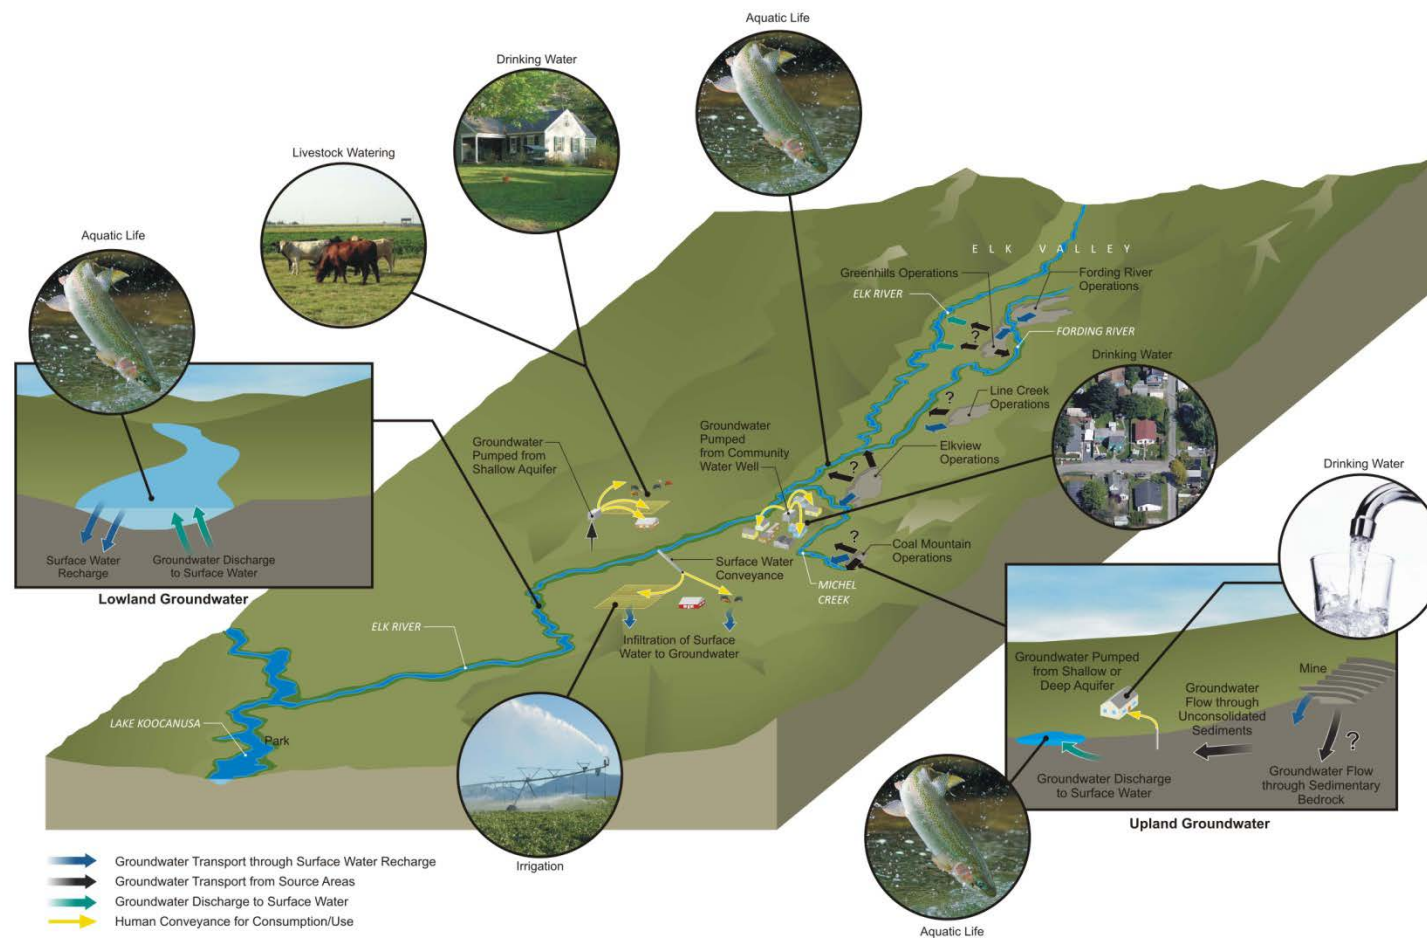 Aquatic Life
Drinking Water
Livestock Watering
Aquatic Life
ELK VALLEY
Greenhills Operations
Fording River
Operations
ELK RIVER
FORDING RIVER
?
Drinking Water
Line Creek
Operations
?
Groundwater
Pumped
from Community
Water Well
Groundwater
Pumped from
Shallow Aquifer
Elkview
Operations
?
Drinking Water
?
Coal Mountain
Operations
Surface Water
Conveyance
MICHEL
CREEK
Surface Water
Recharge
Groundwater Discharge
to Surface Water
Lowland Groundwater
ELK RIVER
Infiltration of Surface
Water to Groundwater
Groundwater Pumped
from Shallow or
Deep Aquifer
Mine
Groundwater
Flow through
Unconsolidated
Sediments
?
LAKE KOOCANUSA
Park
Groundwater Discharge
to Surface Water
Groundwater Flow
through Sedimentary
Bedrock
Upland Groundwater
Irrigation
Groundwater Transport through Surface Water Recharge
Groundwater Transport from Source Areas
Groundwater Discharge to Surface Water
Human Conveyance for Consumption/Use
Aquatic Life